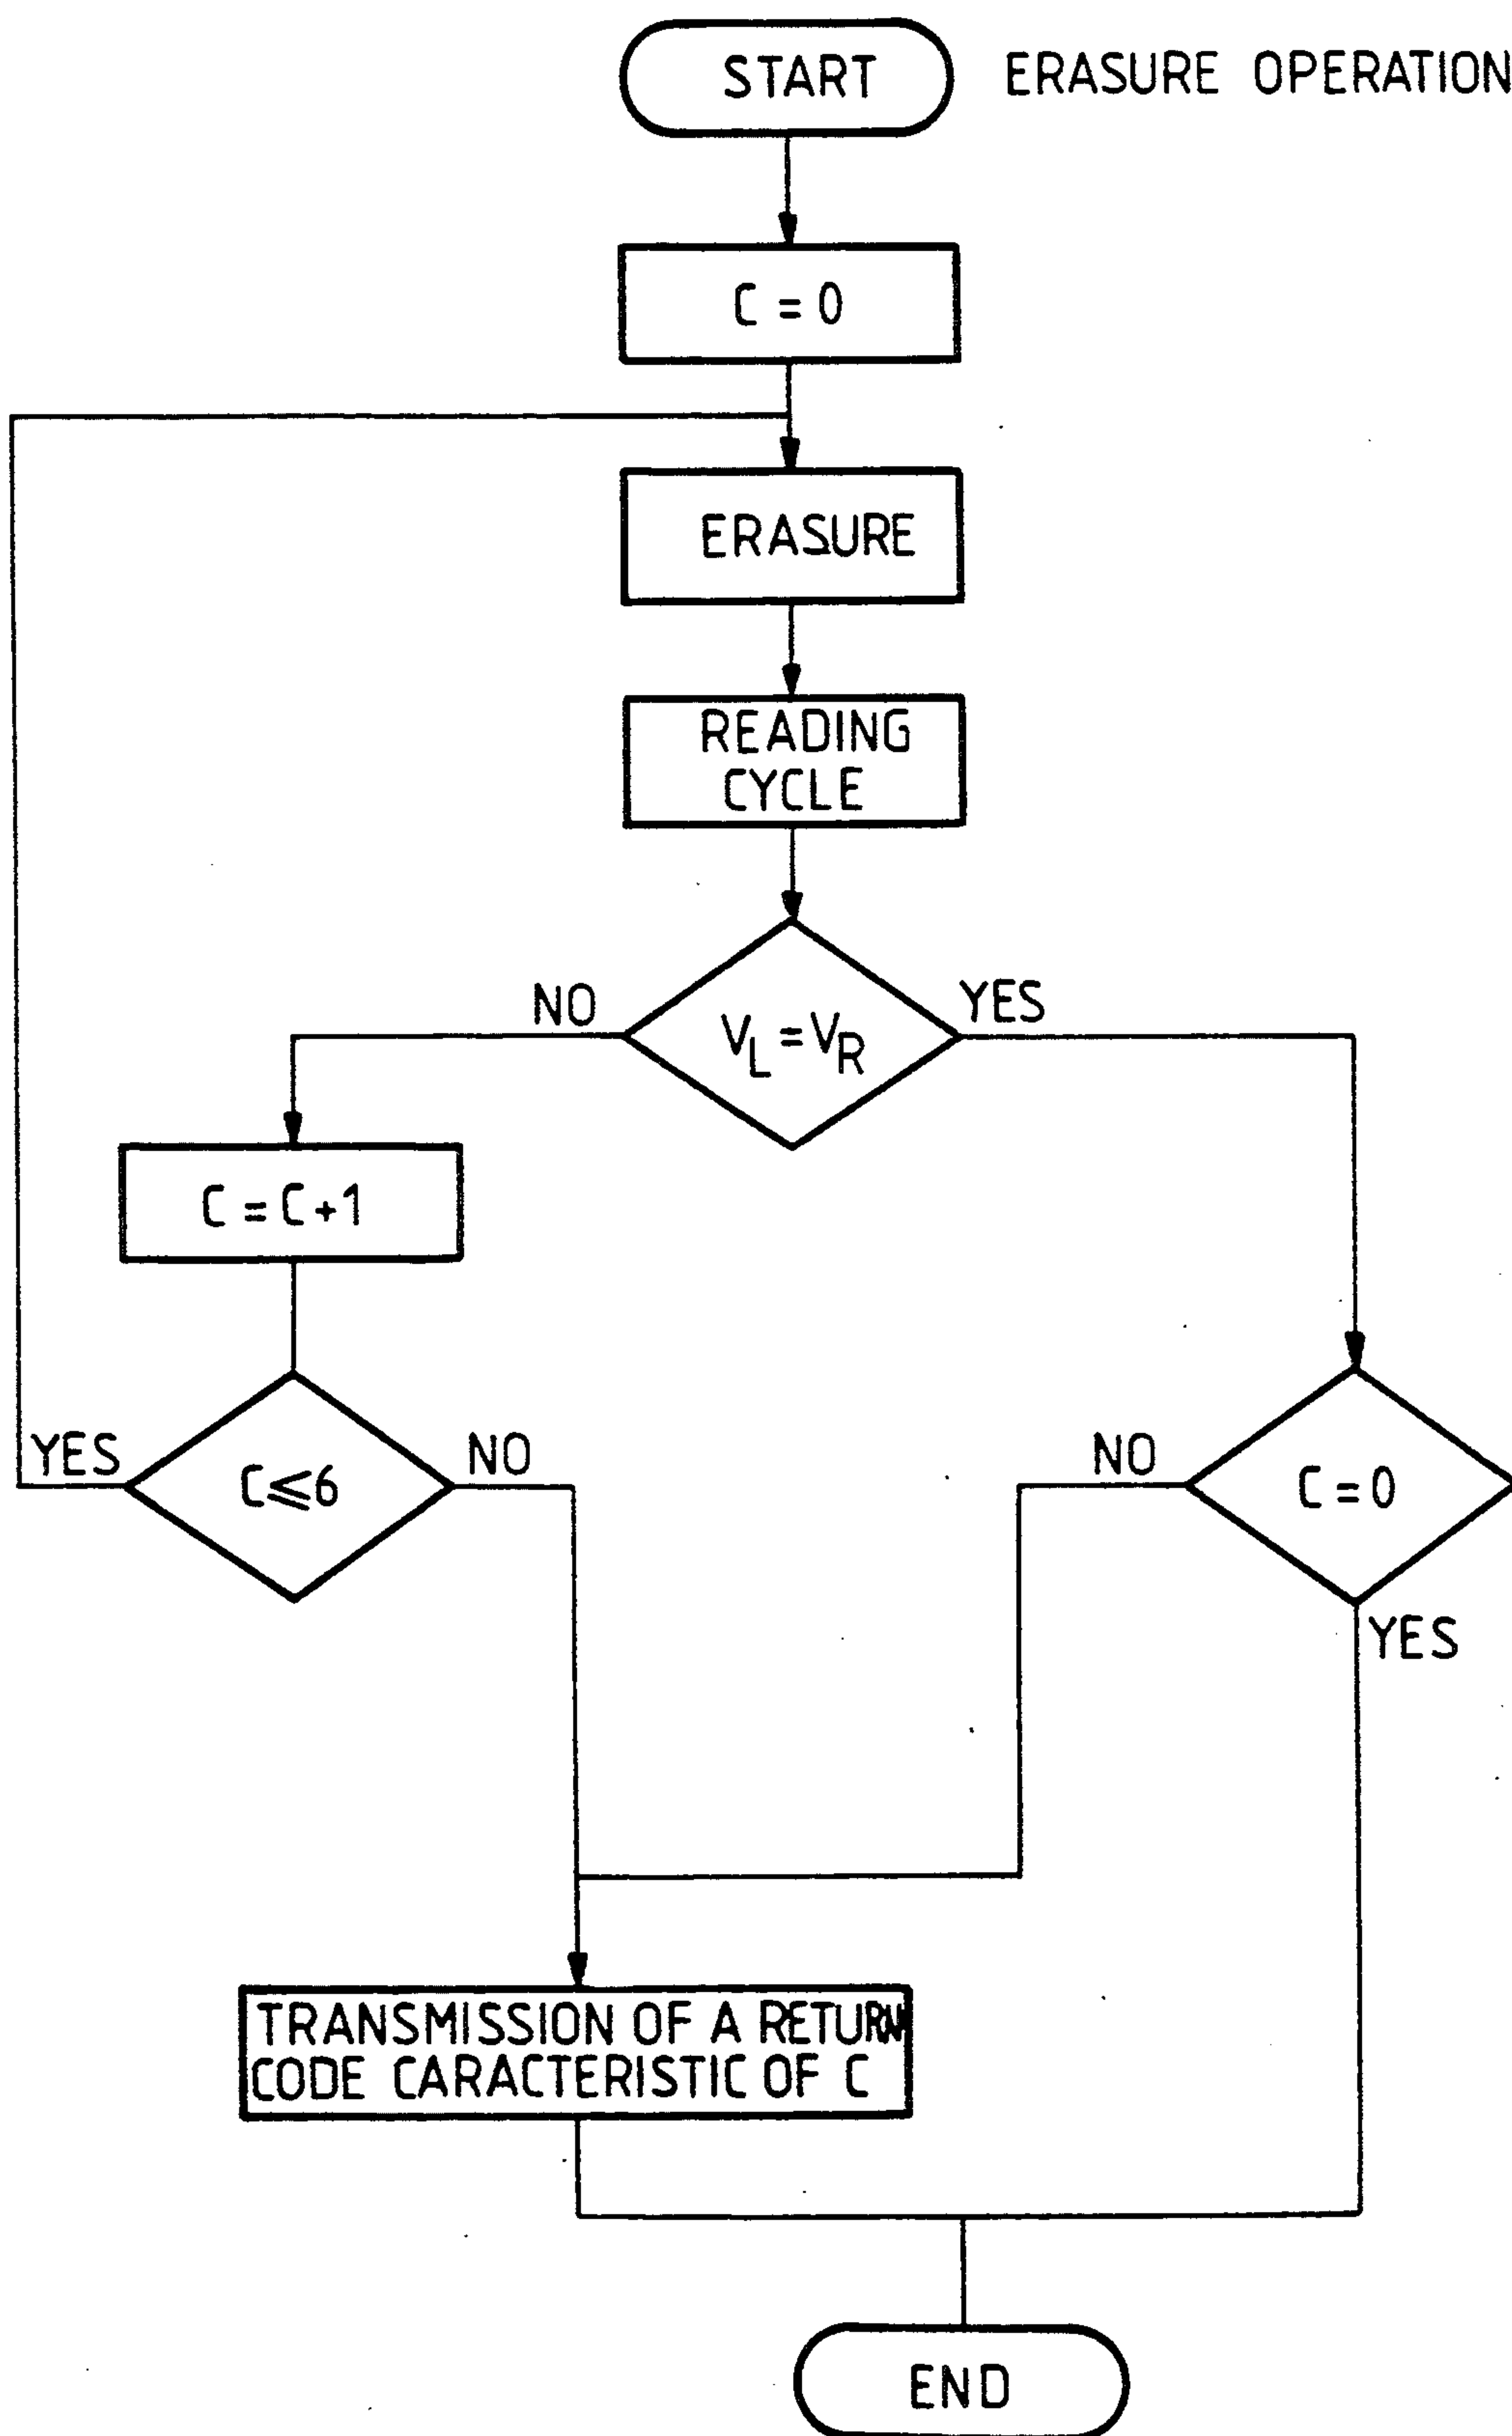 START
ERASURE OPERATION
C = 0
ERASURE
READING
CYCLE
NO
YES
V_L = V_R
C = C+1
YES
C≤6
NO
NO
C = 0
YES
TRANSMISSION OF A RETURN
CODE CARACTERISTIC OF C
END